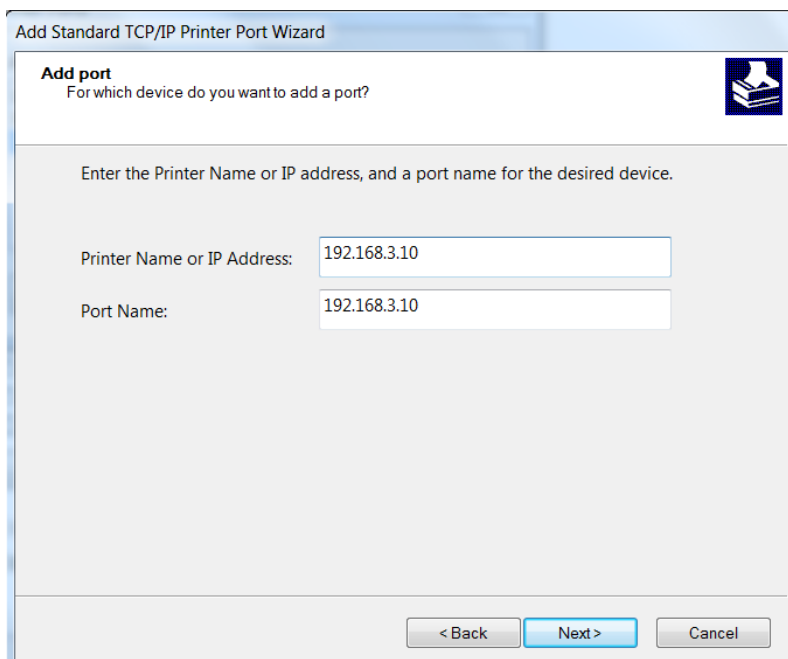 Add Standard TCP/IP Printer Port Wizard
Add port
For which device do you want to add a port?
Enter the Printer Name or IP address, and a port name for the desired device.
Printer Name or IP Address: 192.168.3.10
Port Name: 192.168.3.10
< Back Next > Cancel